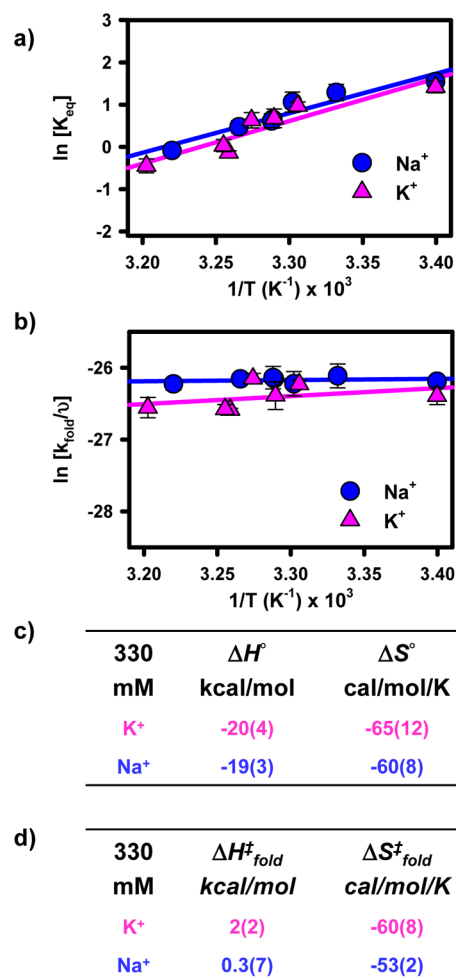 a)
ln [Keq]
3
2
1
0
-1
-2
3.20 3.25 3.30 3.35 3.40
1/T (K⁻¹) x 10³
Na⁺
K⁺
b)
ln [kfold/υ]
-26
-27
-28
3.20 3.25 3.30 3.35 3.40
1/T (K⁻¹) x 10³
Na⁺
K⁺
c)
330 ΔH° ΔS°
mM kcal/mol cal/mol/K
K⁺ -20(4) -65(12)
Na⁺ -19(3) -60(8)
d)
330 ΔH‡fold ΔS‡fold
mM kcal/mol cal/mol/K
K⁺ 2(2) -60(8)
Na⁺ 0.3(7) -53(2)